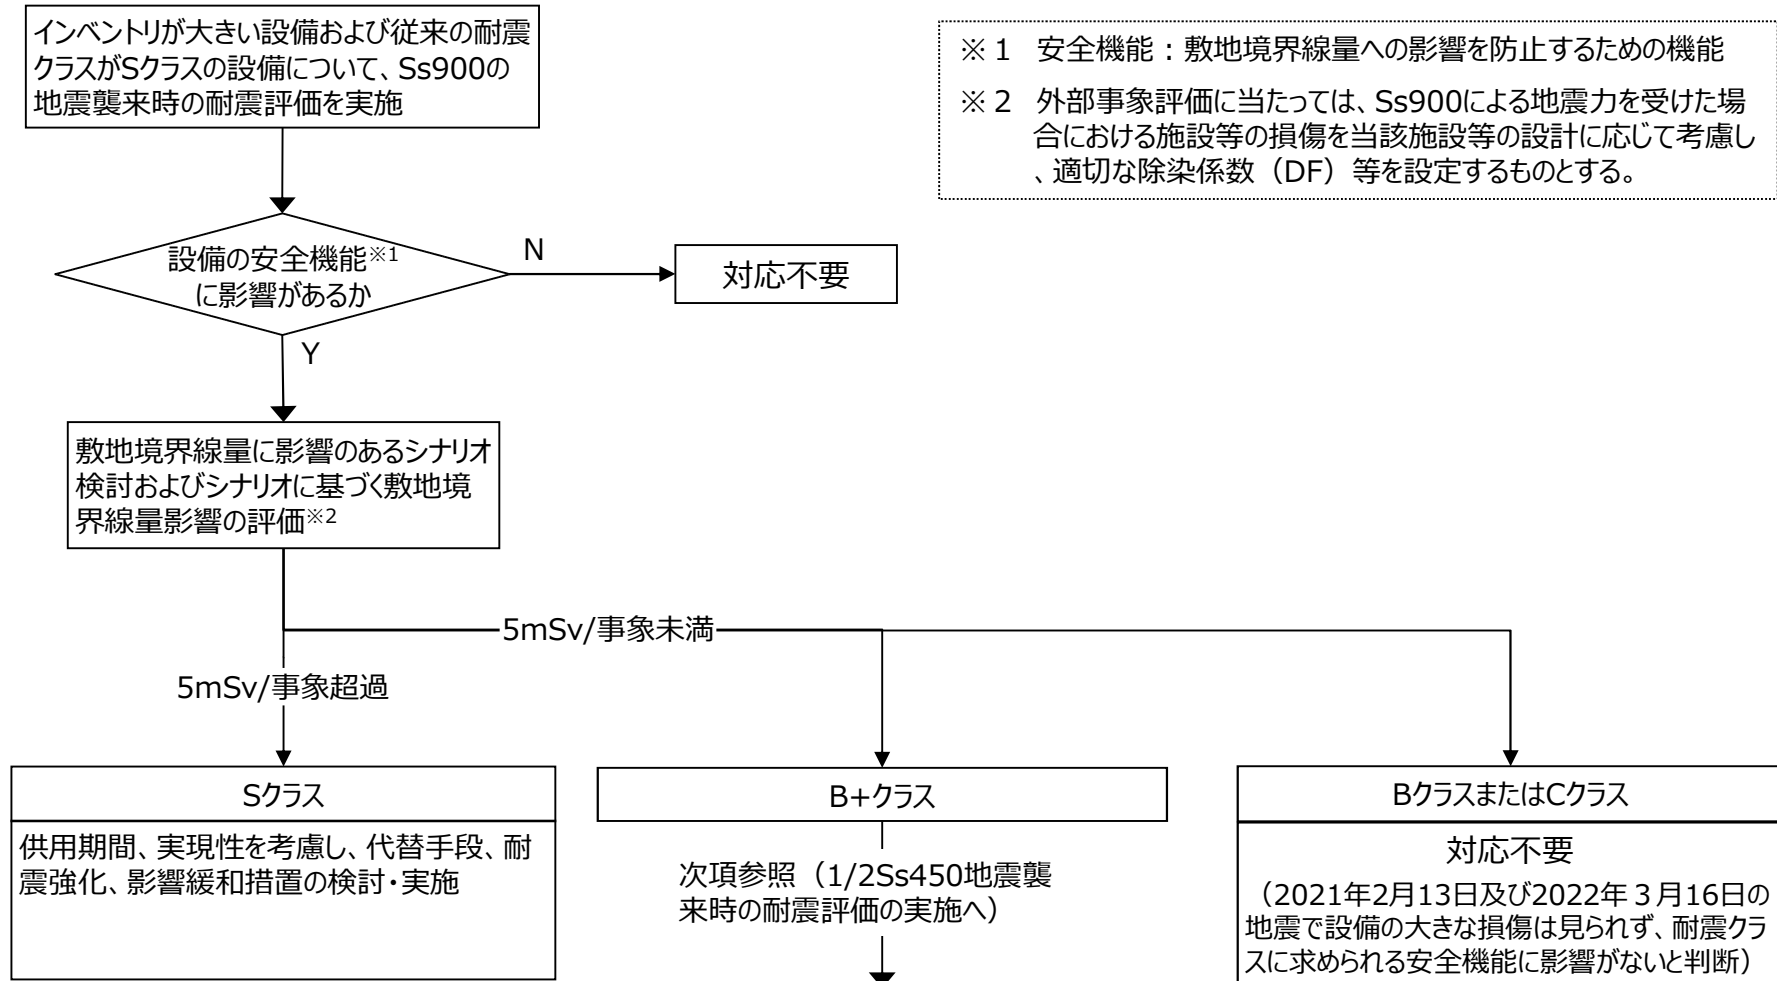 インベントリが大きい設備および従来の耐震
クラスがSクラスの設備について、Ss900の
地震襲来時の耐震評価を実施
※１　安全機能：敷地境界線量への影響を防止するための機能
※２　外部事象評価に当たっては、Ss900による地震力を受けた場
合における施設等の損傷を当該施設等の設計に応じて考慮し
、適切な除染係数（DF）等を設定するものとする。
設備の安全機能※1
に影響があるか
N
対応不要
Y
敷地境界線量に影響のあるシナリオ
検討およびシナリオに基づく敷地境
界線量影響の評価※2
5mSv/事象未満
5mSv/事象超過
Sクラス
供用期間、実現性を考慮し、代替手段、耐
震強化、影響緩和措置の検討・実施
B+クラス
次項参照（1/2Ss450地震襲
来時の耐震評価の実施へ）
BクラスまたはCクラス
対応不要
（2021年2月13日及び2022年３月16日の
地震で設備の大きな損傷は見られず、耐震クラ
スに求められる安全機能に影響がないと判断）